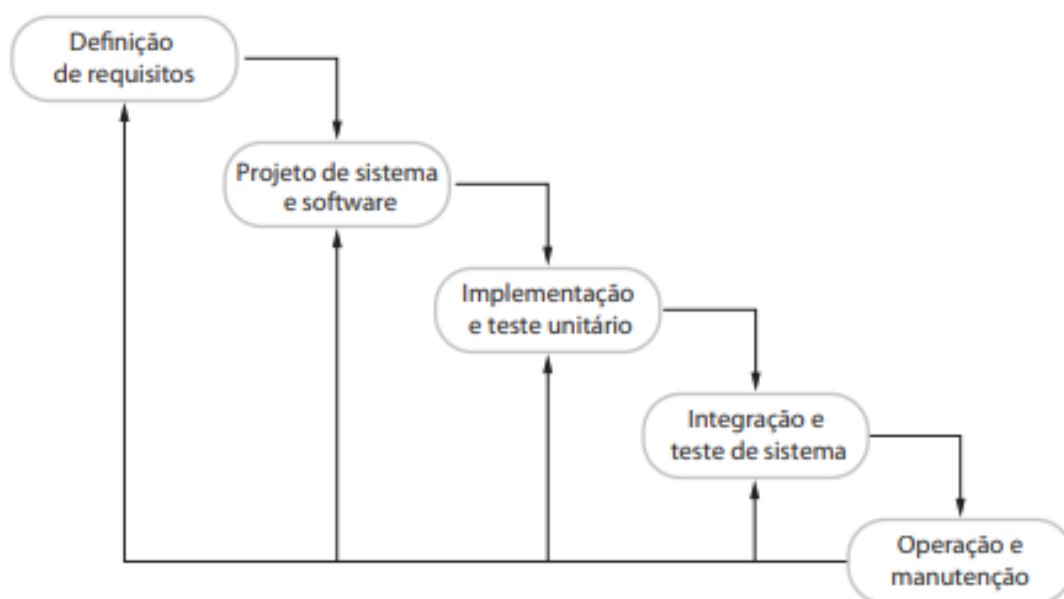 Definição
de requisitos
Projeto de sistema
e software
Implementação
e teste unitário
Integração e
teste de sistema
Operação e
manutenção